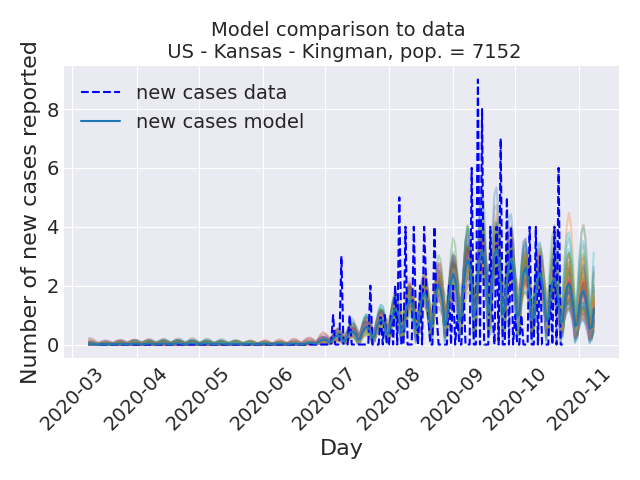 Model comparison to data
US - Kansas - Kingman, pop. = 7152
Number of new cases reported
new cases data
new cases model
8
6
4
2
0
2020-03
2020-04
2020-05
2020-06
2020-07
2020-08
2020-09
2020-10
2020-11
Day